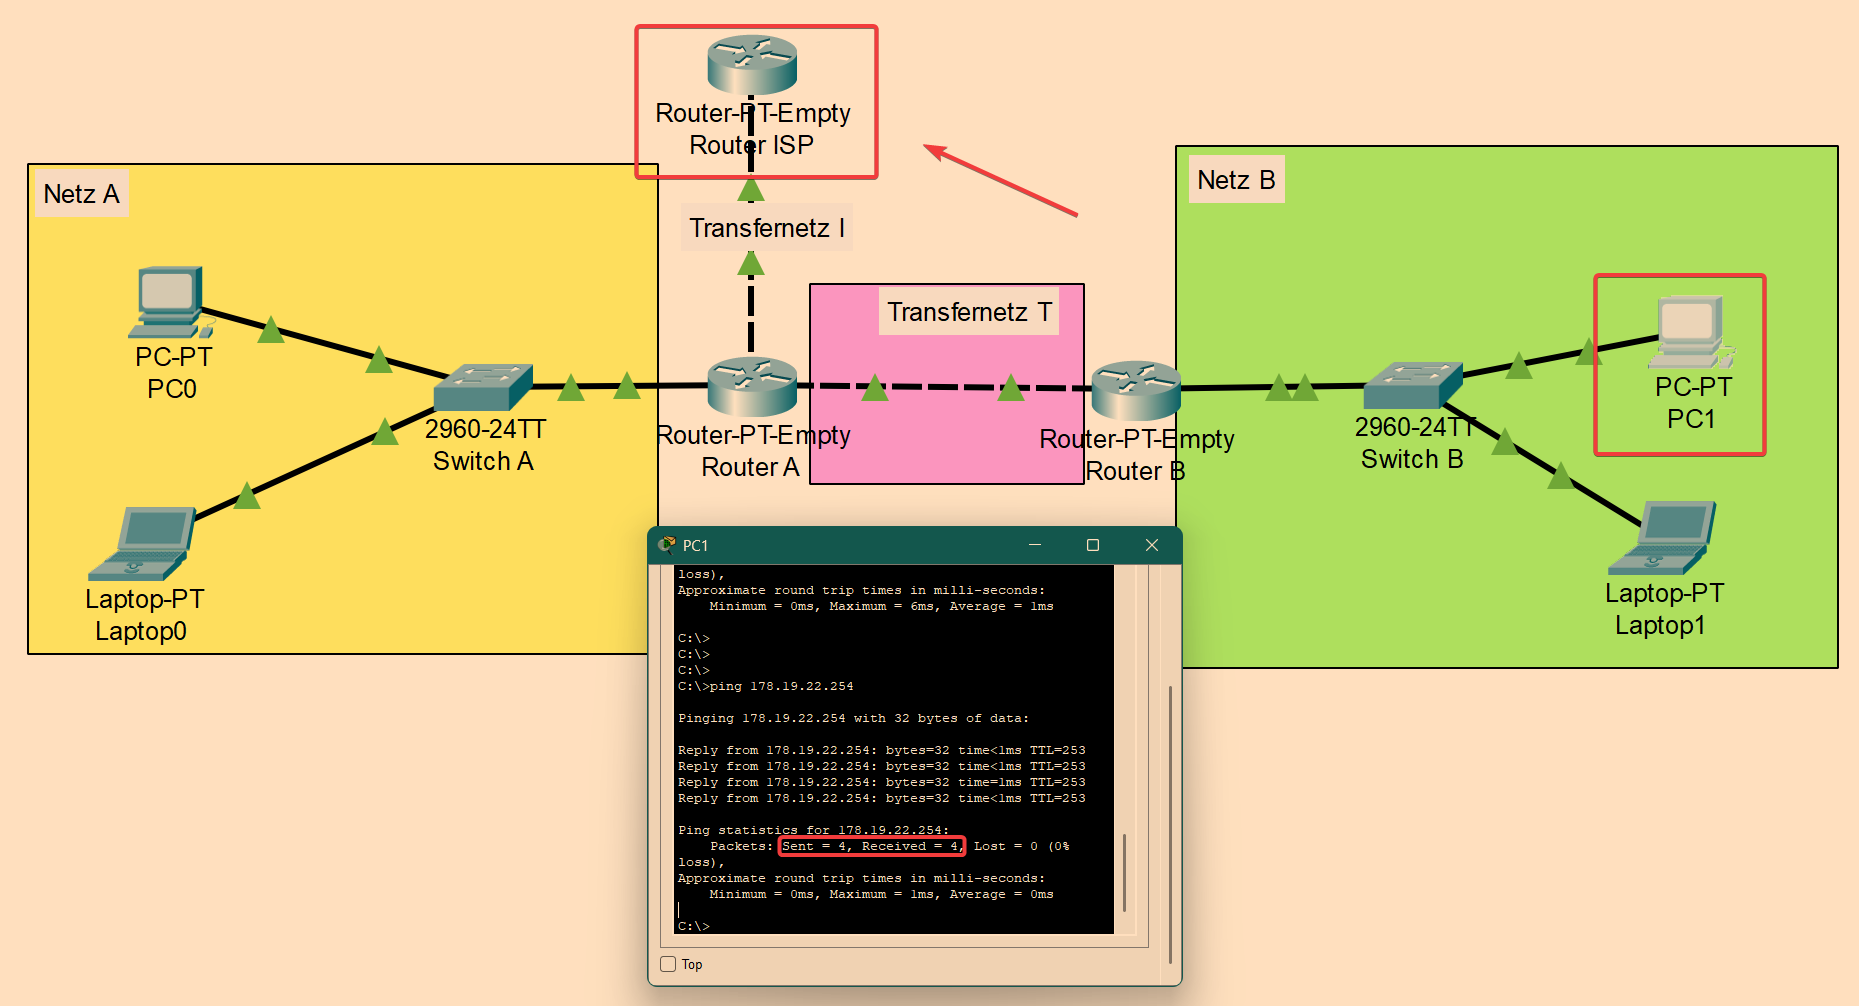 Router-PT-Empty
Router ISP
Netz A
Netz B
Transfernetz I
Transfernetz T
PC-PT
PC0
PC-PT
PC1
2960-24TT
Switch A
Router-PT-Empty
Router A
Router-PT-Empty
Router B
2960-24TT
Switch B
Laptop-PT
Laptop0
Laptop-PT
Laptop1
PC1
loss),
Approximate round trip times in milli-seconds:
Minimum = 0ms, Maximum = 6ms, Average = 1ms
C:\>
C:\>
C:\>
C:\>ping 178.19.22.254
Pinging 178.19.22.254 with 32 bytes of data:
Reply from 178.19.22.254: bytes=32 time<1ms TTL=253
Reply from 178.19.22.254: bytes=32 time<1ms TTL=253
Reply from 178.19.22.254: bytes=32 time=1ms TTL=253
Reply from 178.19.22.254: bytes=32 time<1ms TTL=253
Ping statistics for 178.19.22.254:
Packets: Sent = 4, Received = 4, Lost = 0 (0%
loss),
Approximate round trip times in milli-seconds:
Minimum = 0ms, Maximum = 1ms, Average = 0ms
C:\>
Top